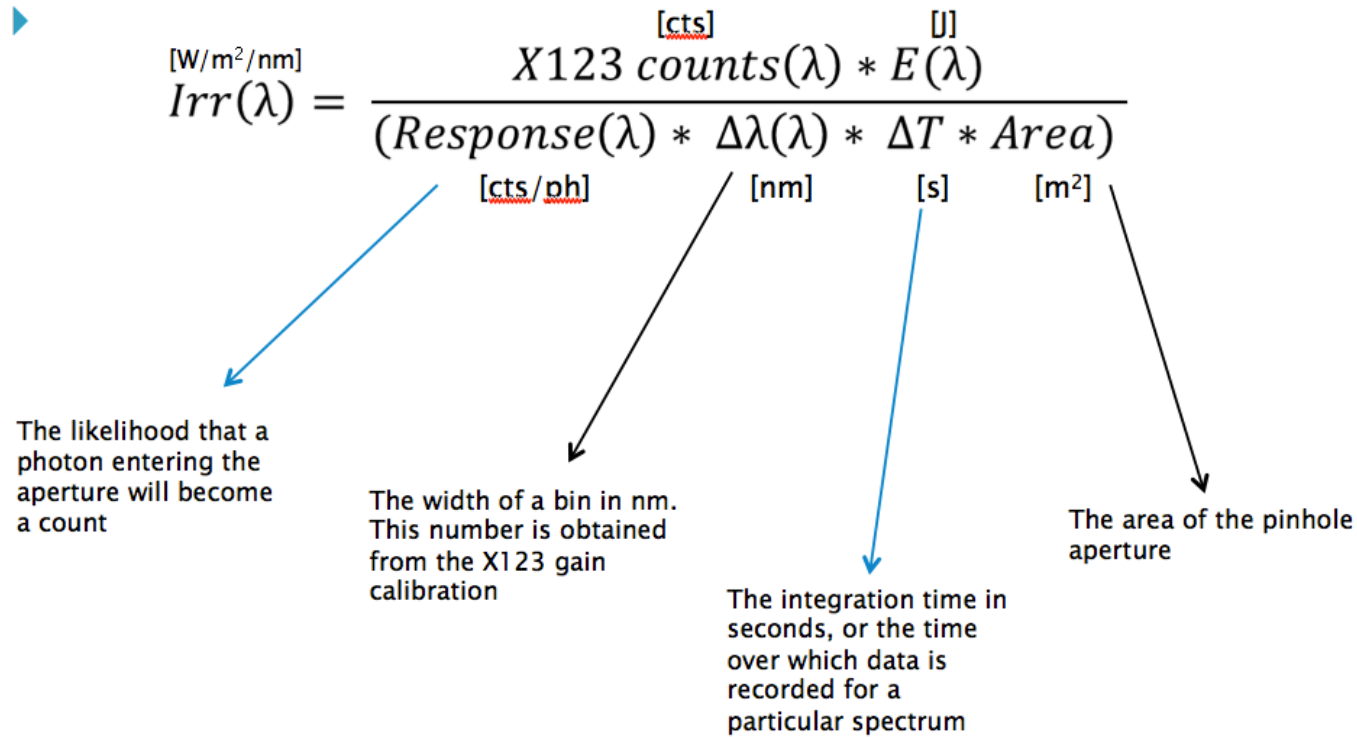 [cts] [J]
[W/m²/nm]
X123 counts(λ) * E(λ)
Irr(λ) =
(Response(λ) * Δλ(λ) * ΔT * Area)
[cts/ph] [nm] [s] [m²]
The likelihood that a
photon entering the
aperture will become
a count
The width of a bin in nm.
This number is obtained
from the X123 gain
calibration
The integration time in
seconds, or the time
over which data is
recorded for a
particular spectrum
The area of the pinhole
aperture